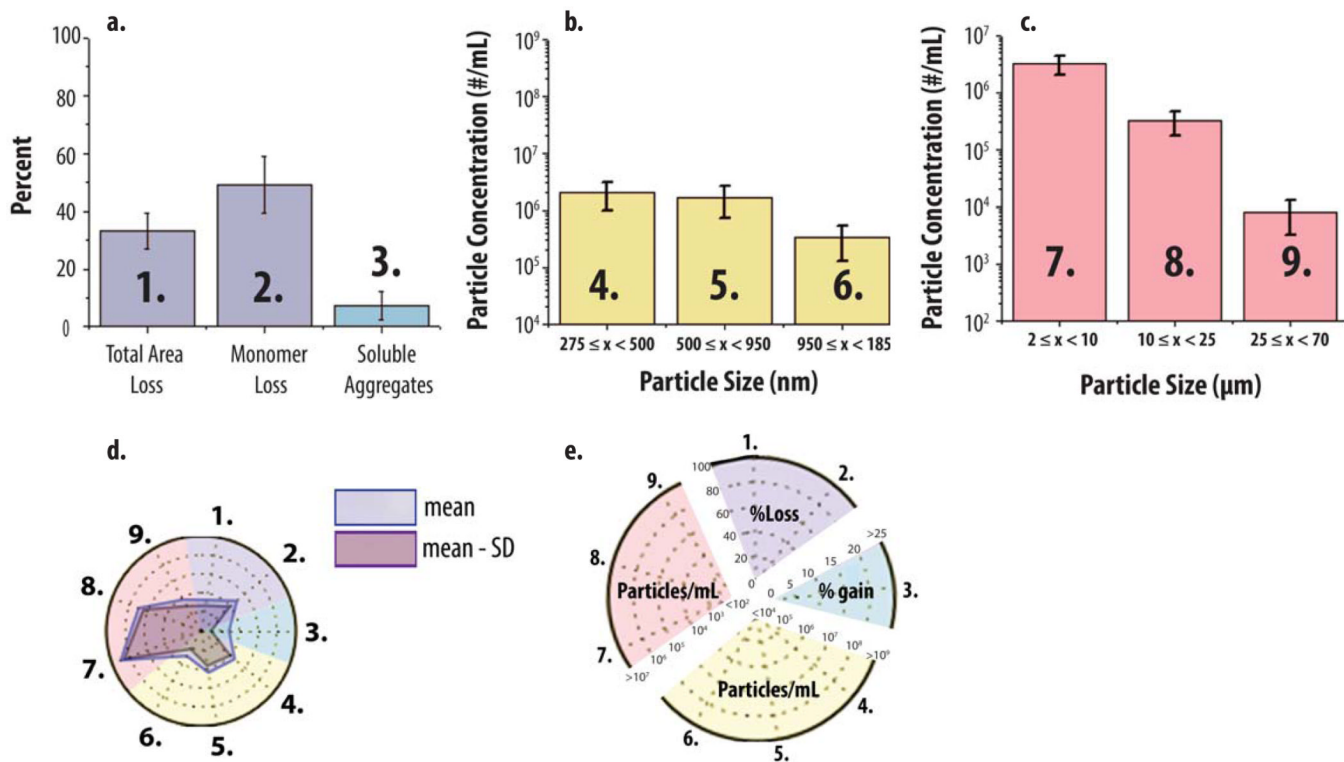 a.
Percent
100
80
60
40
20
0
1.
2.
3.
Total Area
Loss
Monomer
Loss
Soluble
Aggregates
b.
Particle Concentration (#/mL)
10⁹
10⁸
10⁷
10⁶
10⁵
10⁴
4.
5.
6.
275 ≤ x < 500
500 ≤ x < 950
950 ≤ x < 185
Particle Size (nm)
c.
Particle Concentration (#/mL)
10⁷
10⁶
10⁵
10⁴
10³
10²
7.
8.
9.
2 ≤ x < 10
10 ≤ x < 25
25 ≤ x < 70
Particle Size (µm)
d.
1.
2.
3.
4.
5.
6.
7.
8.
9.
mean
mean - SD
e.
1.
2.
3.
4.
5.
6.
7.
8.
9.
100
80
60
40
20
0
%Loss
0
5
10
15
20
>25
% gain
<10⁴
10⁵
10⁶
10⁷
10⁸
>10⁹
Particles/mL
<10²
10³
10⁴
10⁵
10⁶
>10⁷
Particles/mL